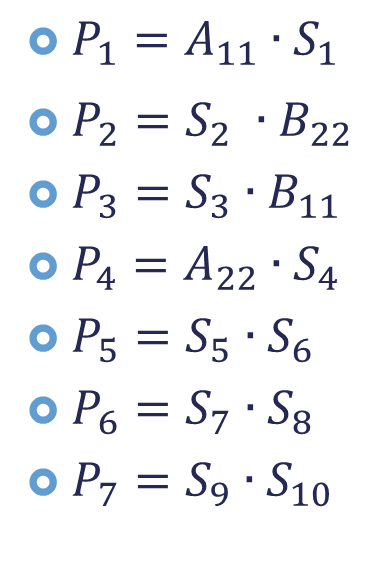 P₁ = A₁₁ · S₁
P₂ = S₂ · B₂₂
P₃ = S₃ · B₁₁
P₄ = A₂₂ · S₄
P₅ = S₅ · S₆
P₆ = S₇ · S₈
P₇ = S₉ · S₁₀